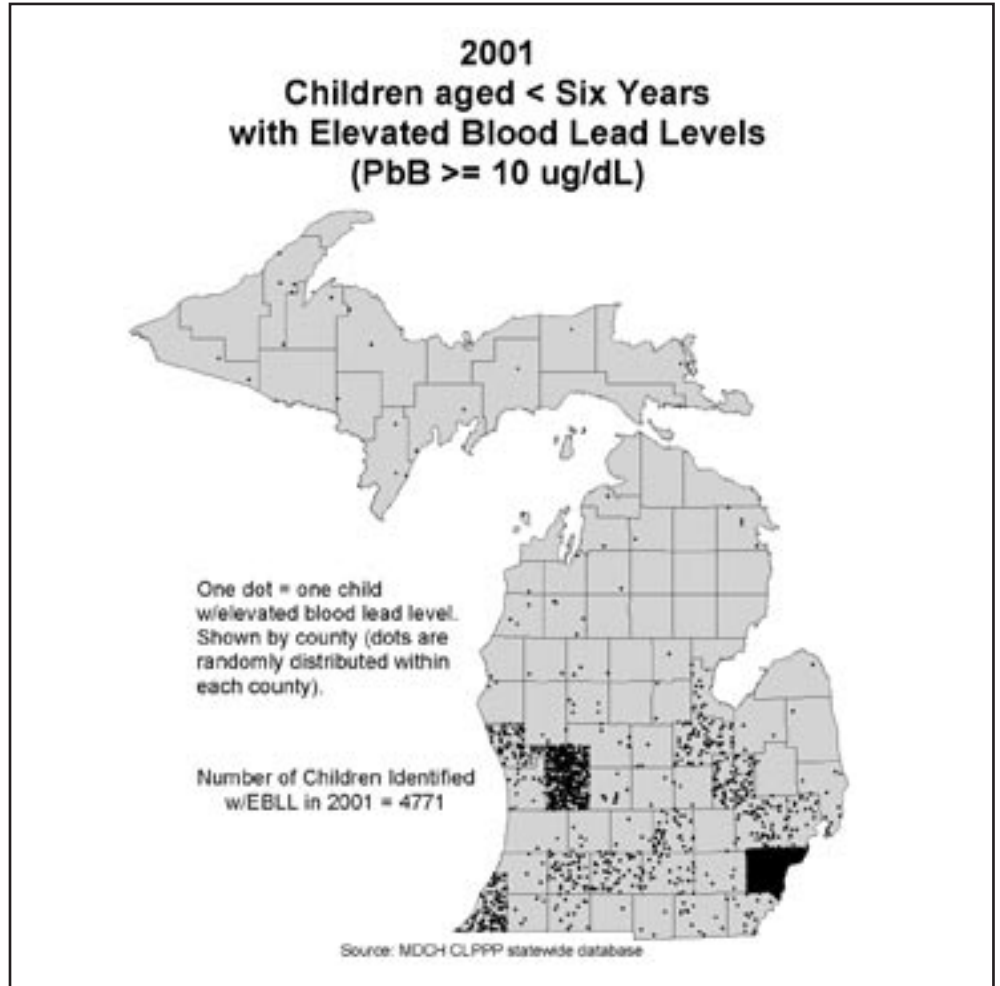 2001
Children aged < Six Years
with Elevated Blood Lead Levels
(PbB >= 10 ug/dL)
One dot = one child
w/elevated blood lead level.
Shown by county (dots are
randomly distributed within
each county).
Number of Children Identified
w/EBLL in 2001 = 4771
Source: MDCH CLPPP statewide database